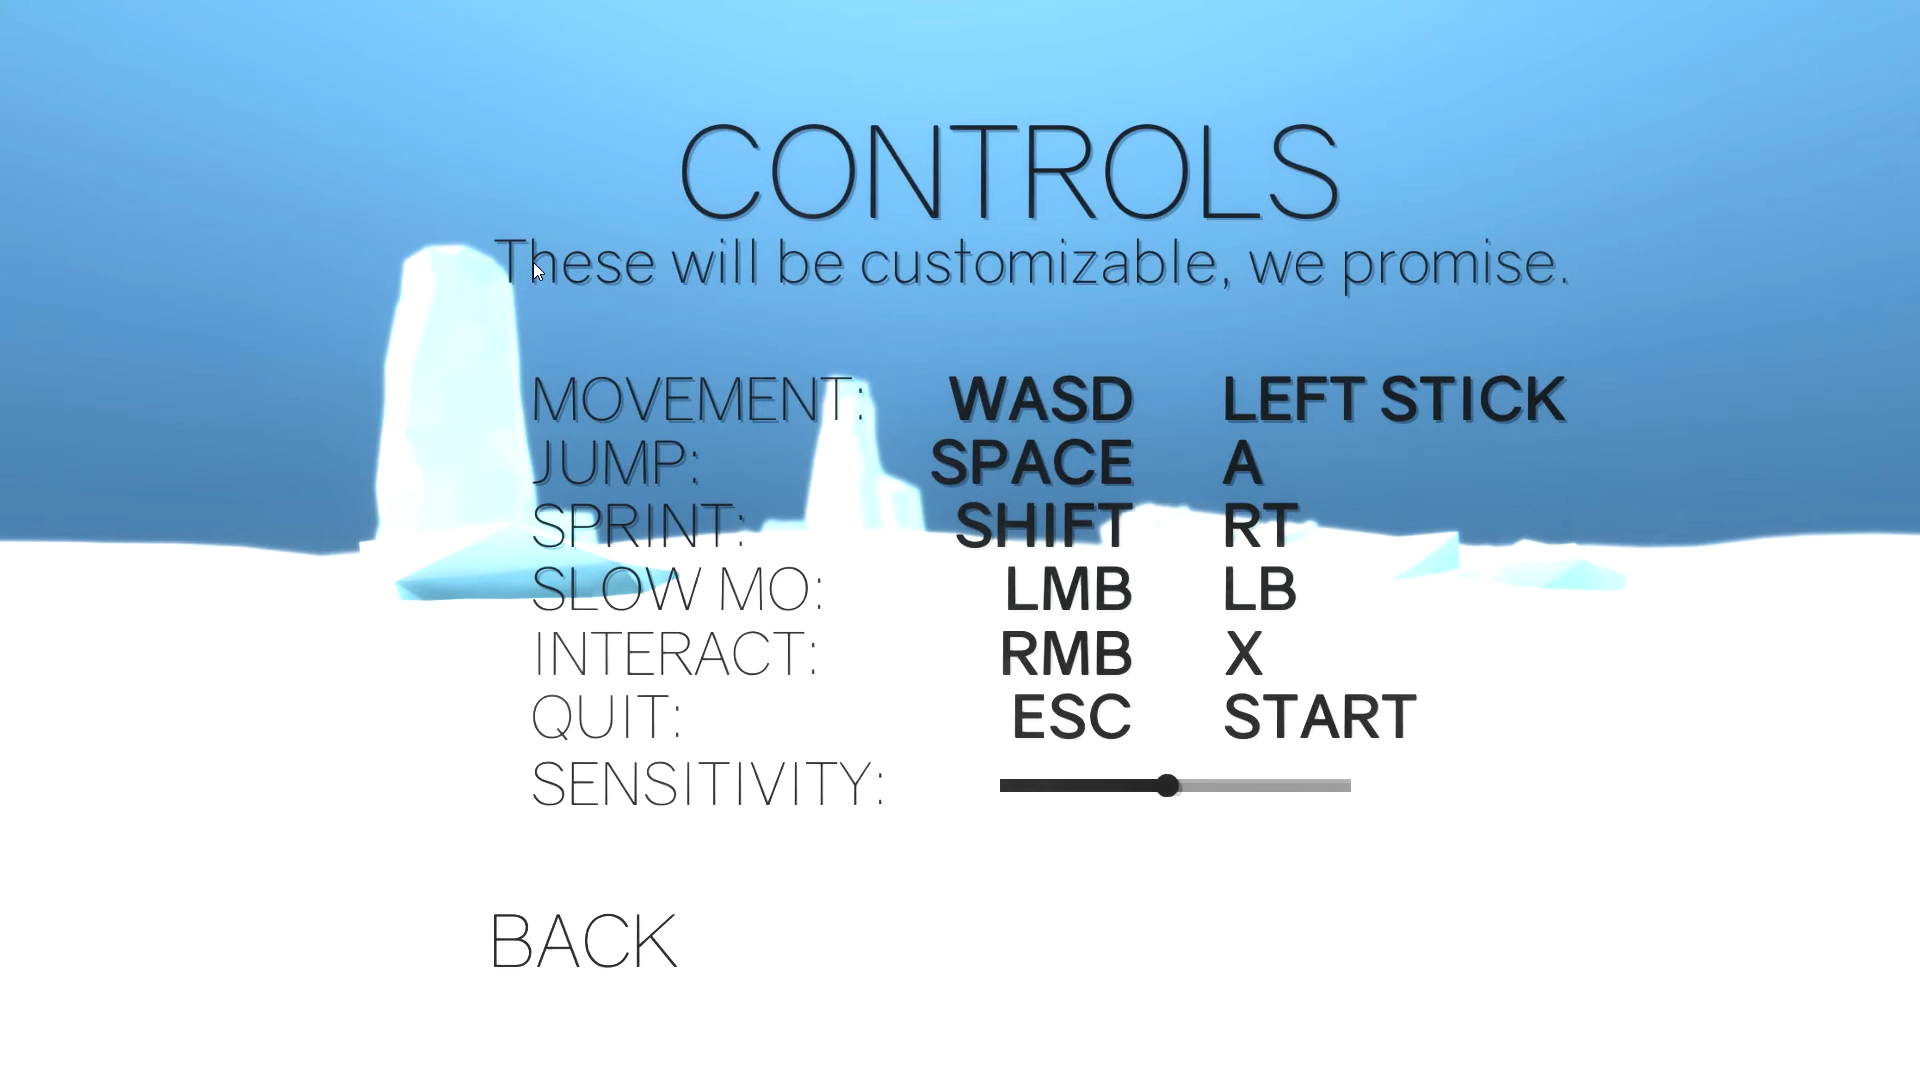 CONTROLS
These will be customizable, we promise.
MOVEMENT: WASD LEFT STICK
JUMP: SPACE A
SPRINT: SHIFT RT
SLOW MO: LMB LB
INTERACT: RMB X
QUIT: ESC START
SENSITIVITY:
BACK